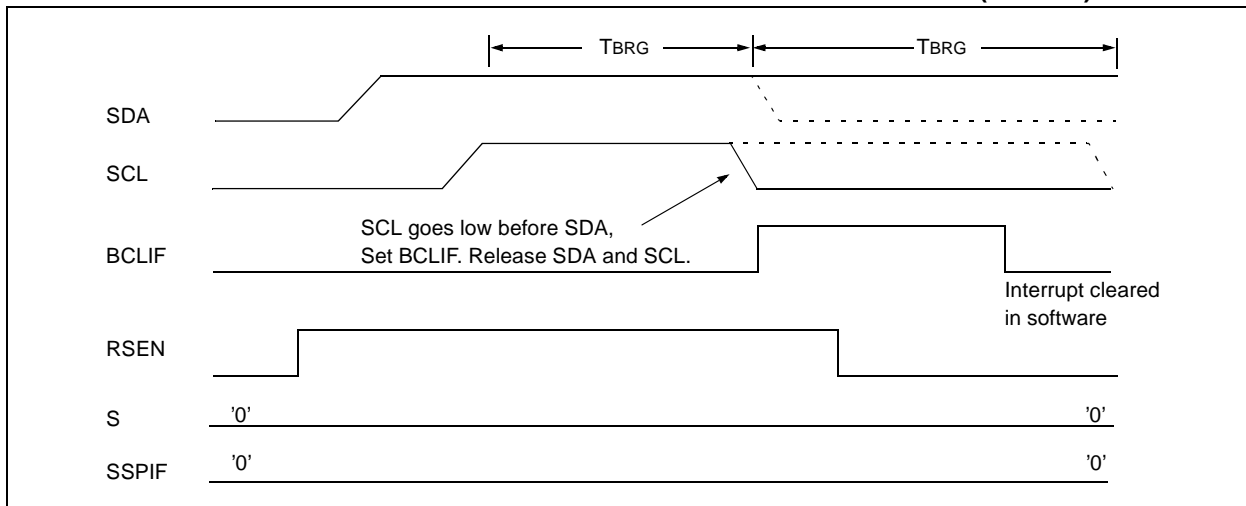 TBRG TBRG
SDA
SCL
SCL goes low before SDA,
Set BCLIF. Release SDA and SCL.
BCLIF
Interrupt cleared
in software
RSEN
S '0' '0'
SSPIF '0' '0'